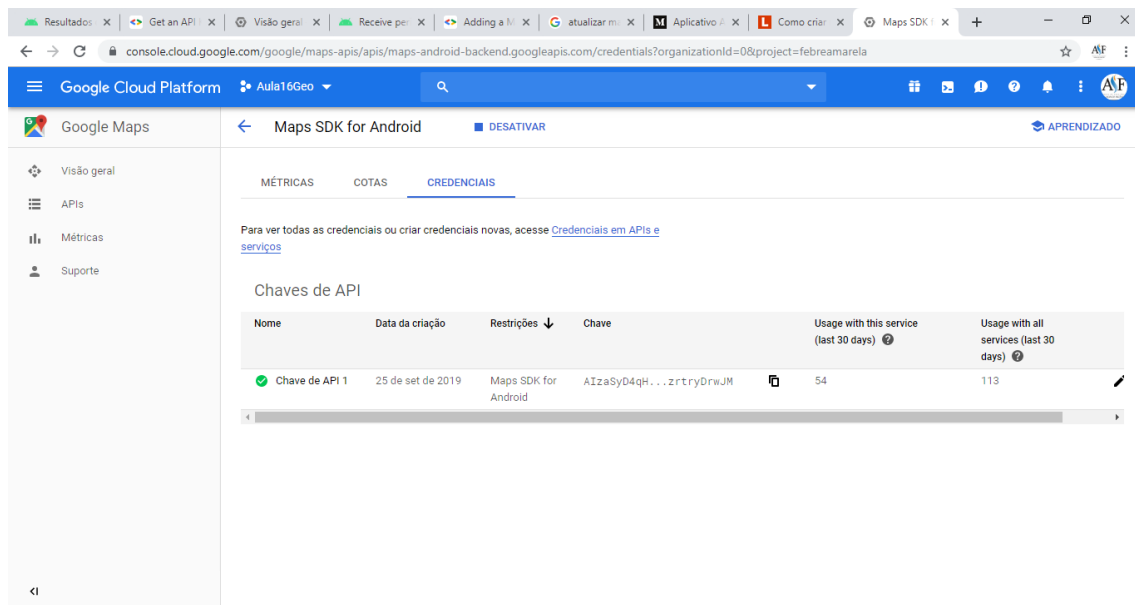 Resultados
Get an API
Visão geral
Receive per
Adding a M
atualizar m
Aplicativo A
Como criar
Maps SDK
console.cloud.google.com/google/maps-apis/apis/maps-android-backend.googleapis.com/credentials?organizationId=0&project=febreamarela
Google Cloud Platform
Aula16Geo
Google Maps
Maps SDK for Android
DESATIVAR
APRENDIZADO
Visão geral
APIs
Métricas
Suporte
MÉTRICAS
COTAS
CREDENCIAIS
Para ver todas as credenciais ou criar credenciais novas, acesse Credenciais em APIs e
serviços
Chaves de API
Nome
Data da criação
Restrições
Chave
Usage with this service
(last 30 days)
Usage with all
services (last 30
days)
Chave de API 1
25 de set de 2019
Maps SDK for
Android
AIzaSyD4qH...zrtryDrwJM
54
113